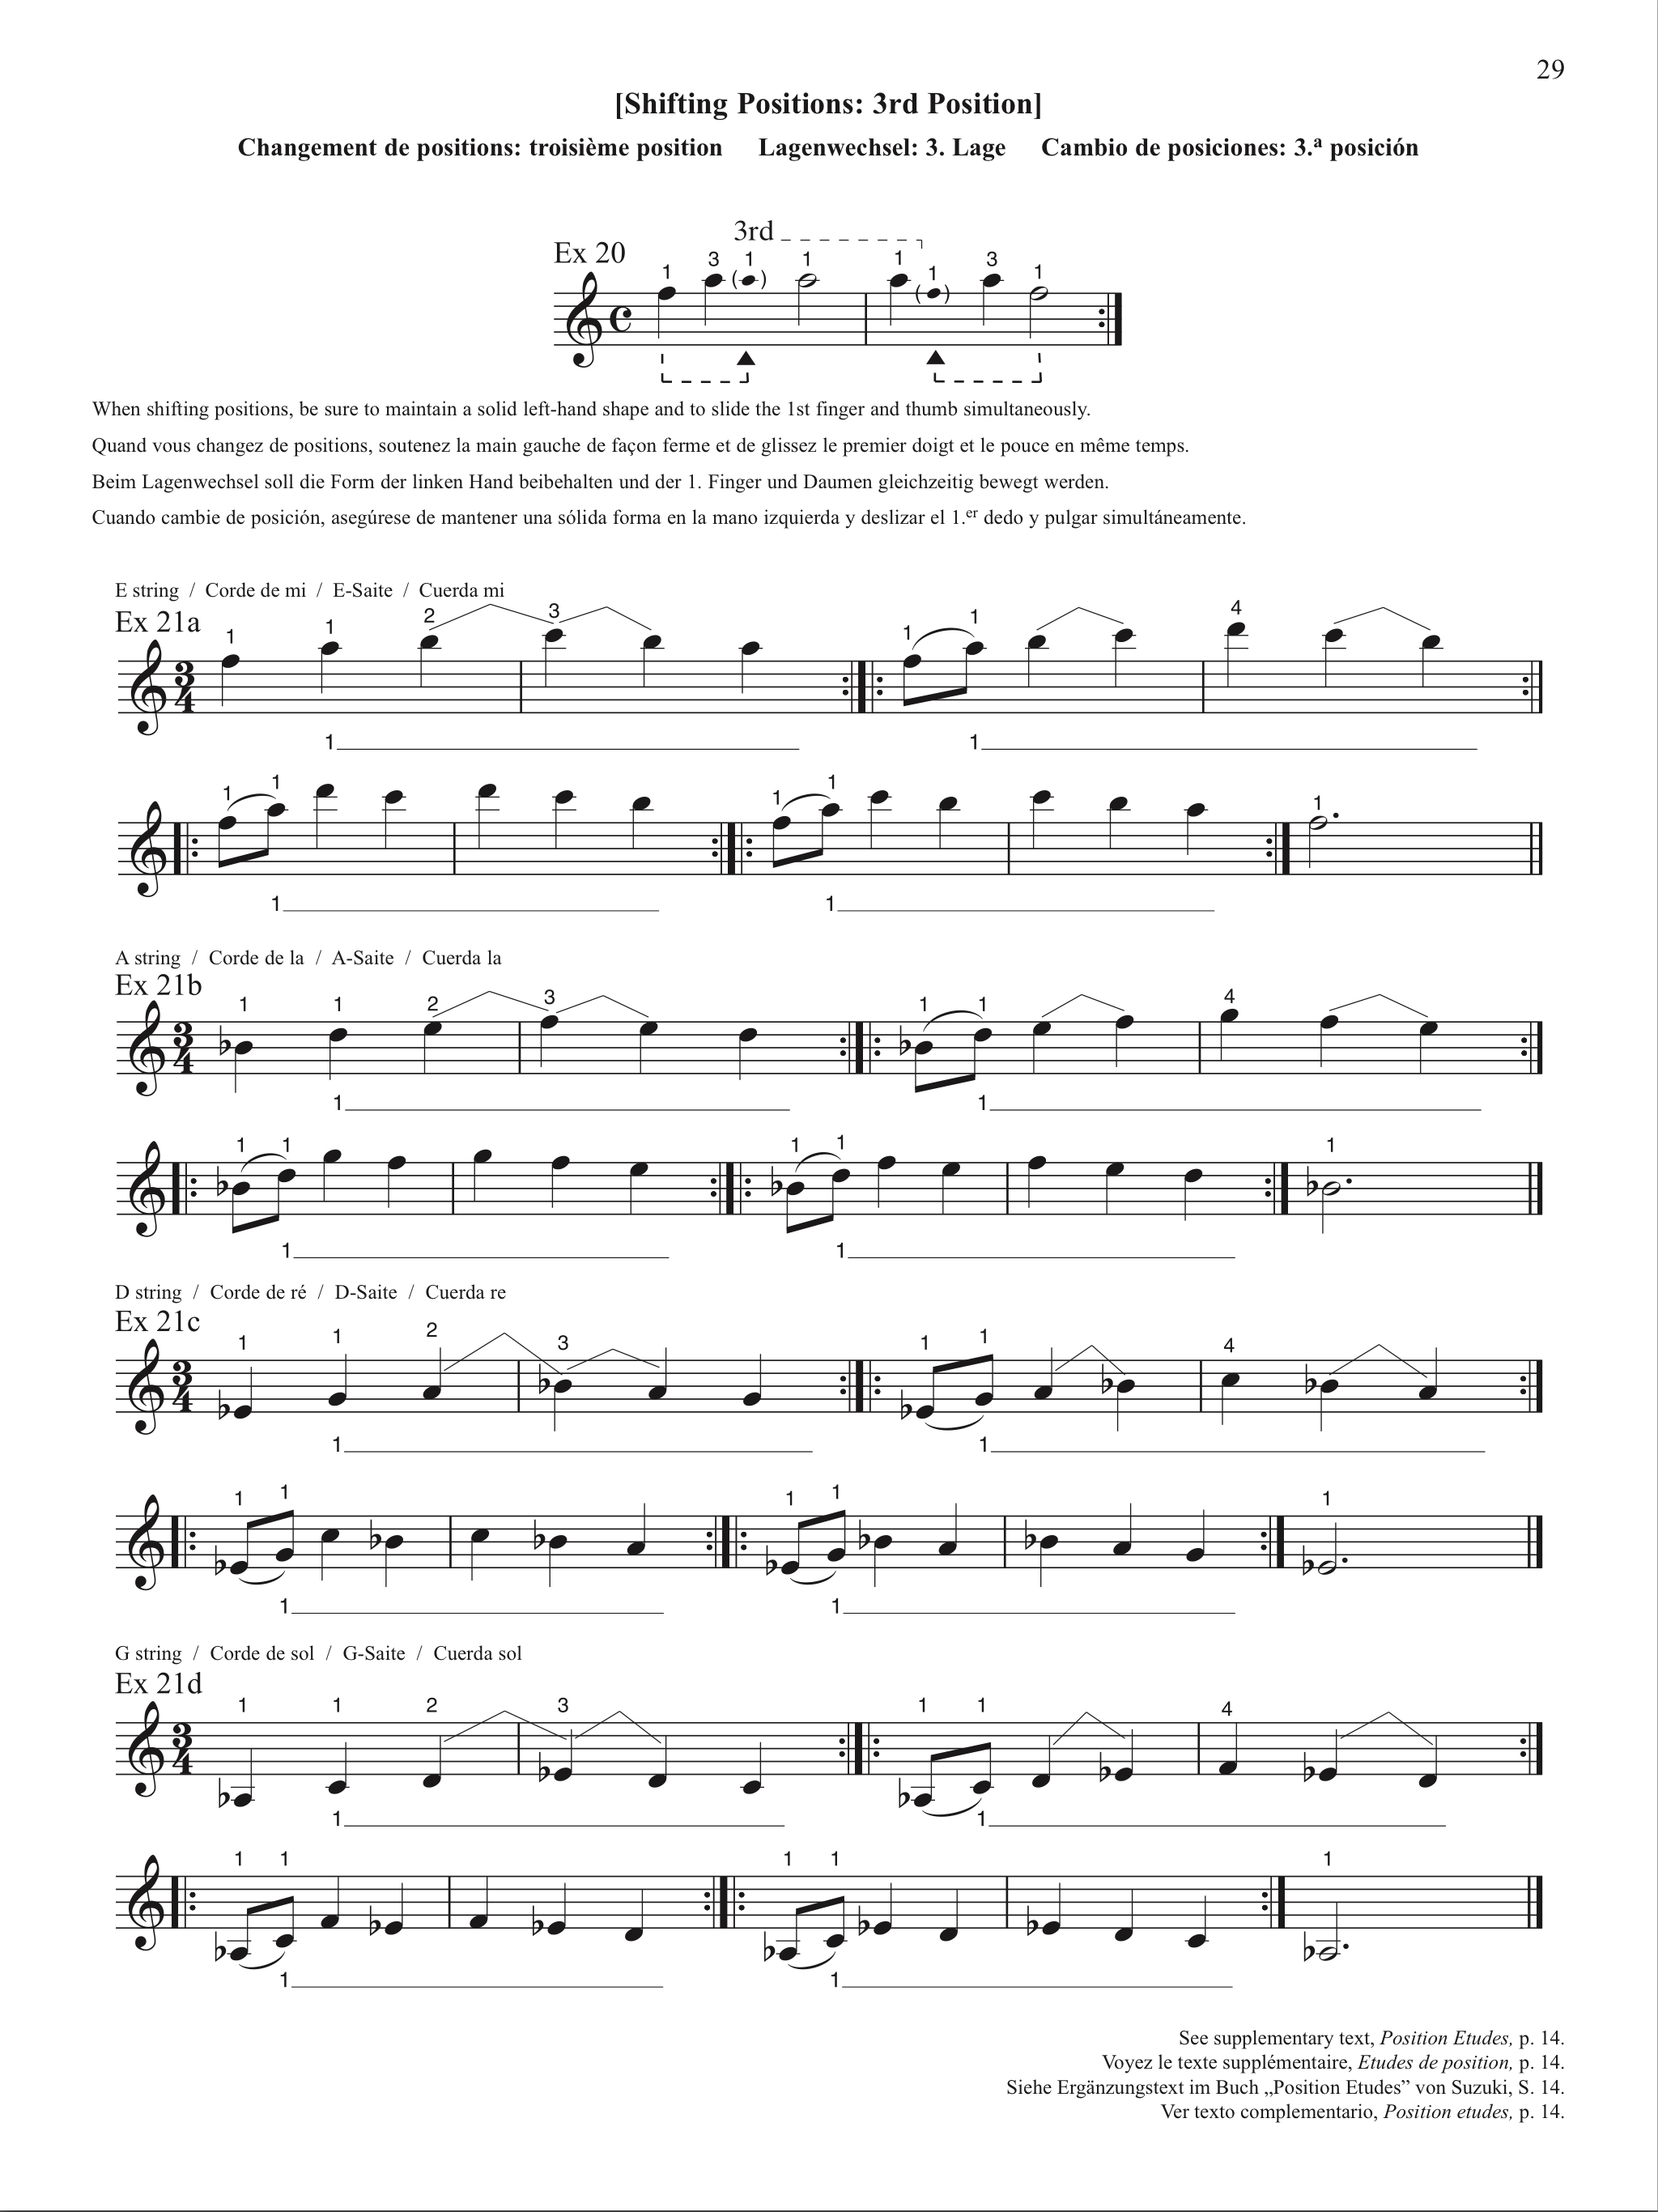 29
[Shifting Positions: 3rd Position]
Changement de positions: troisième position Lagenwechsel: 3. Lage Cambio de posiciones: 3.ª posición
3rd
Ex 20
1 3 (1) 1 1 (1) 3 1
When shifting positions, be sure to maintain a solid left-hand shape and to slide the 1st finger and thumb simultaneously.
Quand vous changez de positions, soutenez la main gauche de façon ferme et de glissez le premier doigt et le pouce en même temps.
Beim Lagenwechsel soll die Form der linken Hand beibehalten und der 1. Finger und Daumen gleichzeitig bewegt werden.
Cuando cambie de posición, asegúrese de mantener una sólida forma en la mano izquierda y deslizar el 1.er dedo y pulgar simultáneamente.
E string / Corde de mi / E-Saite / Cuerda mi
Ex 21a
1 1 2 3 1 1 4
3
4
1 1
1 1 1 1 1
1 1
A string / Corde de la / A-Saite / Cuerda la
Ex 21b
1 1 2 3 1 1 4
3
4
1 1
1 1 1 1 1
1 1
D string / Corde de ré / D-Saite / Cuerda re
Ex 21c
1 1 2 3 1 1 4
3
4
1 1
1 1 1 1 1
1 1
G string / Corde de sol / G-Saite / Cuerda sol
Ex 21d
1 1 2 3 1 1 4
3
4
1 1
1 1 1 1 1
1 1
See supplementary text, Position Etudes, p. 14.
Voyez le texte supplémentaire, Etudes de position, p. 14.
Siehe Ergänzungstext im Buch „Position Etudes” von Suzuki, S. 14.
Ver texto complementario, Position etudes, p. 14.